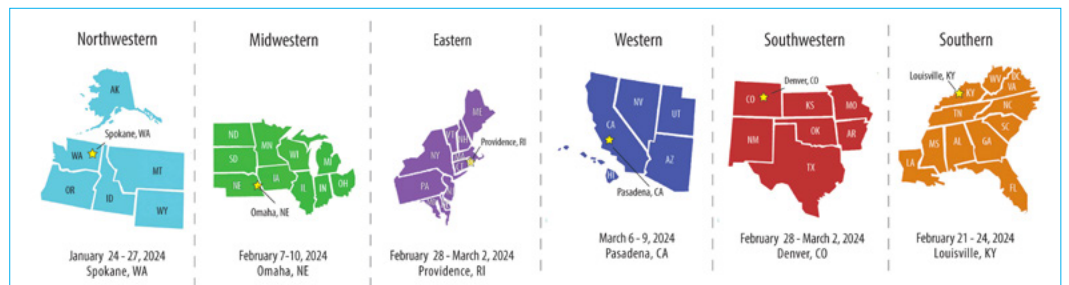 Northwestern
AK
Spokane, WA
WA
MT
OR
ID
WY
January 24 - 27, 2024
Spokane, WA
Midwestern
ND
MN
SD
WI
MI
NE
IA
IL
IN
OH
Omaha, NE
February 7-10, 2024
Omaha, NE
Eastern
ME
VT
NH
NY
MA
Providence, RI
PA
NJ
February 28 - March 2, 2024
Providence, RI
Western
NV
UT
CA
AZ
HI
Pasadena, CA
March 6 - 9, 2024
Pasadena, CA
Southwestern
Denver, CO
CO
KS
MO
OK
AR
NM
TX
February 28 - March 2, 2024
Denver, CO
Southern
Louisville, KY
WV
DC
VA
KY
NC
TN
SC
MS
AL
GA
LA
FL
February 21 - 24, 2024
Louisville, KY